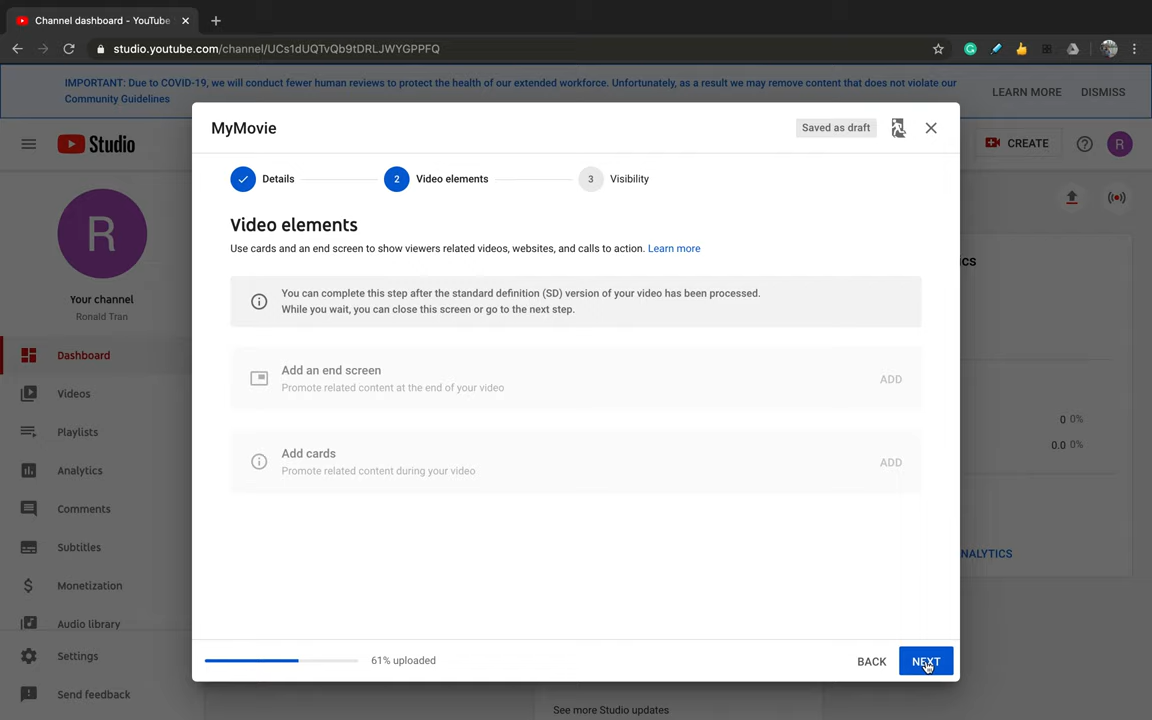 Channel dashboard - YouTube
studio.youtube.com/channel/UCs1dUQTvQb9tDRLJWYGPPFQ
IMPORTANT: Due to COVID-19, we will conduct fewer human reviews to protect the health of our extended workforce. Unfortunately, as a result we may remove content that does not violate our
Community Guidelines
LEARN MORE
DISMISS
Studio
CREATE
R
MyMovie
Saved as draft
Details
2
Video elements
3
Visibility
Video elements
Use cards and an end screen to show viewers related videos, websites, and calls to action. Learn more
You can complete this step after the standard definition (SD) version of your video has been processed.
While you wait, you can close this screen or go to the next step.
Add an end screen
Promote related content at the end of your video
ADD
Add cards
Promote related content during your video
ADD
61% uploaded
BACK
NEXT
R
Your channel
Ronald Tran
Dashboard
Videos
Playlists
Analytics
Comments
Subtitles
Monetization
Audio library
Settings
Send feedback
ICS
0 0%
0.0 0%
NALYTICS
See more Studio updates